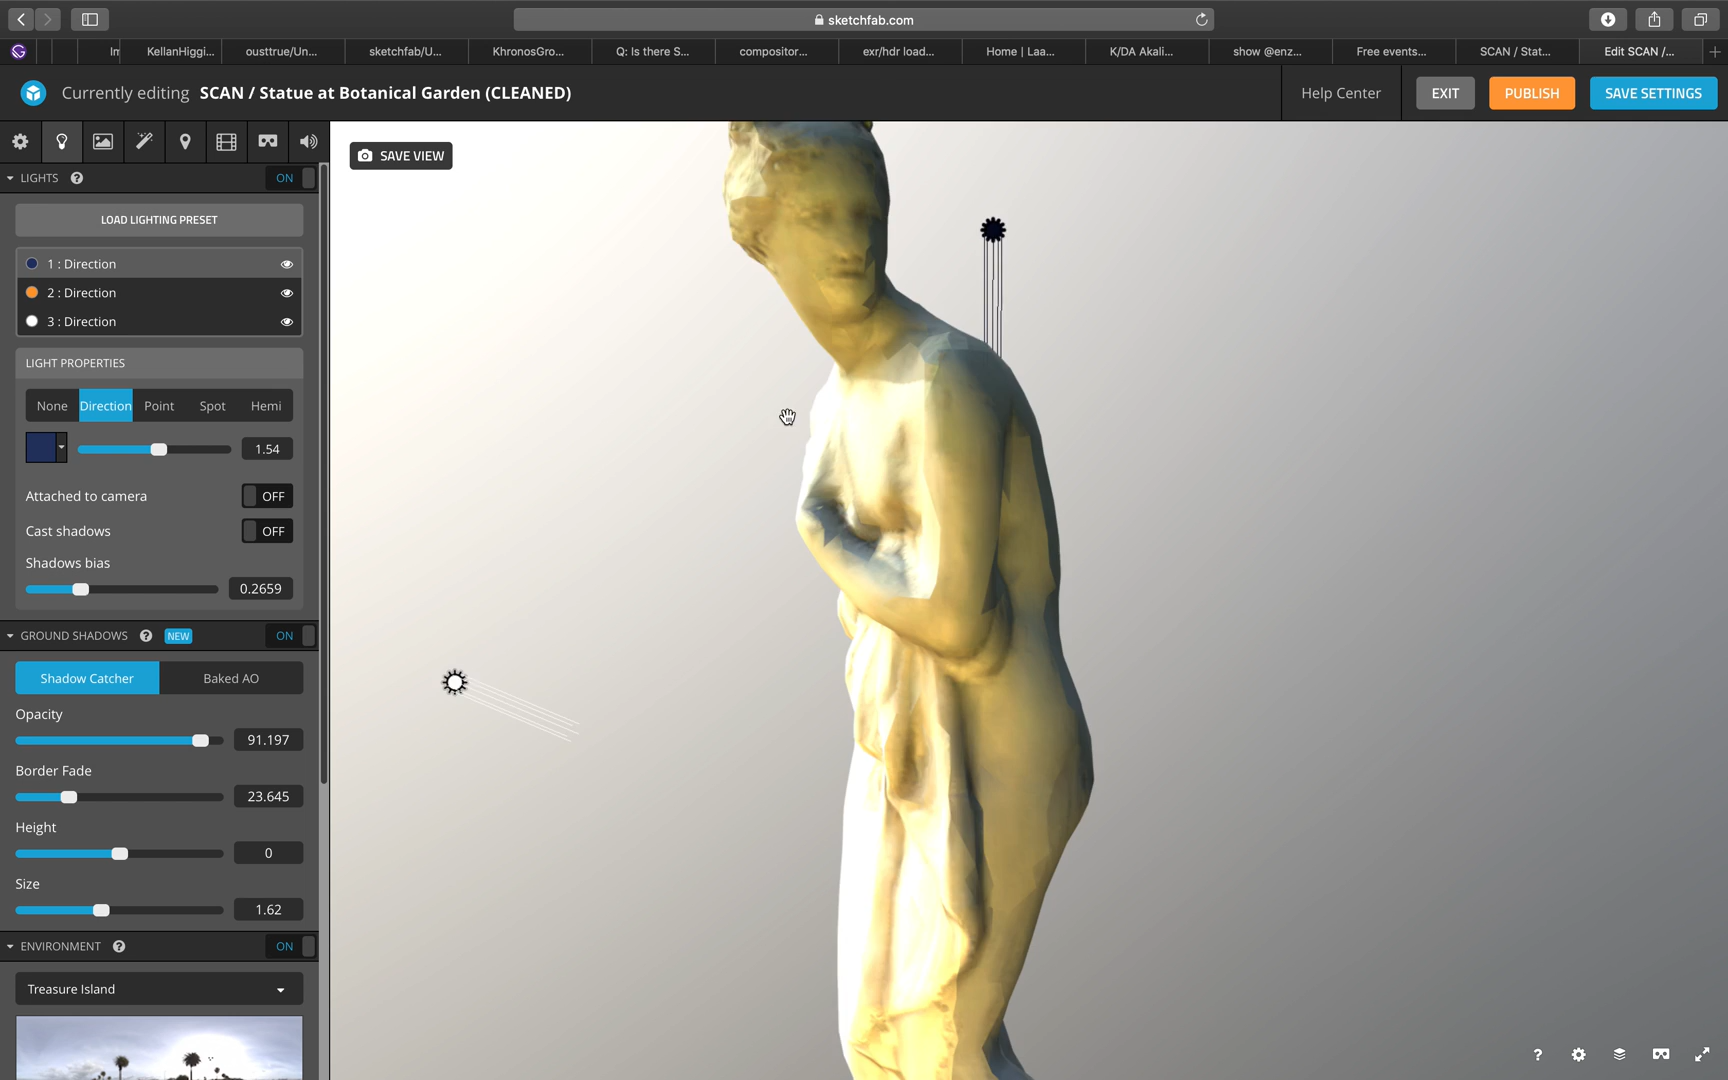 sketchfab.com
In
KellanHiggi...
ousttrue/Un...
sketchfab/U...
KhronosGro...
Q: Is there S...
compositor...
exr/hdr load...
Home | Laa...
K/DA Akali...
show @enz...
Free events...
SCAN / Stat...
Edit SCAN /...
Currently editing SCAN / Statue at Botanical Garden (CLEANED)
Help Center
EXIT
PUBLISH
SAVE SETTINGS
SAVE VIEW
LIGHTS ? ON
LOAD LIGHTING PRESET
1 : Direction
2 : Direction
3 : Direction
LIGHT PROPERTIES
None Direction Point Spot Hemi
1.54
Attached to camera OFF
Cast shadows OFF
Shadows bias
0.2659
GROUND SHADOWS ? NEW ON
Shadow Catcher Baked AO
Opacity
91.197
Border Fade
23.645
Height
0
Size
1.62
ENVIRONMENT ? ON
Treasure Island
?